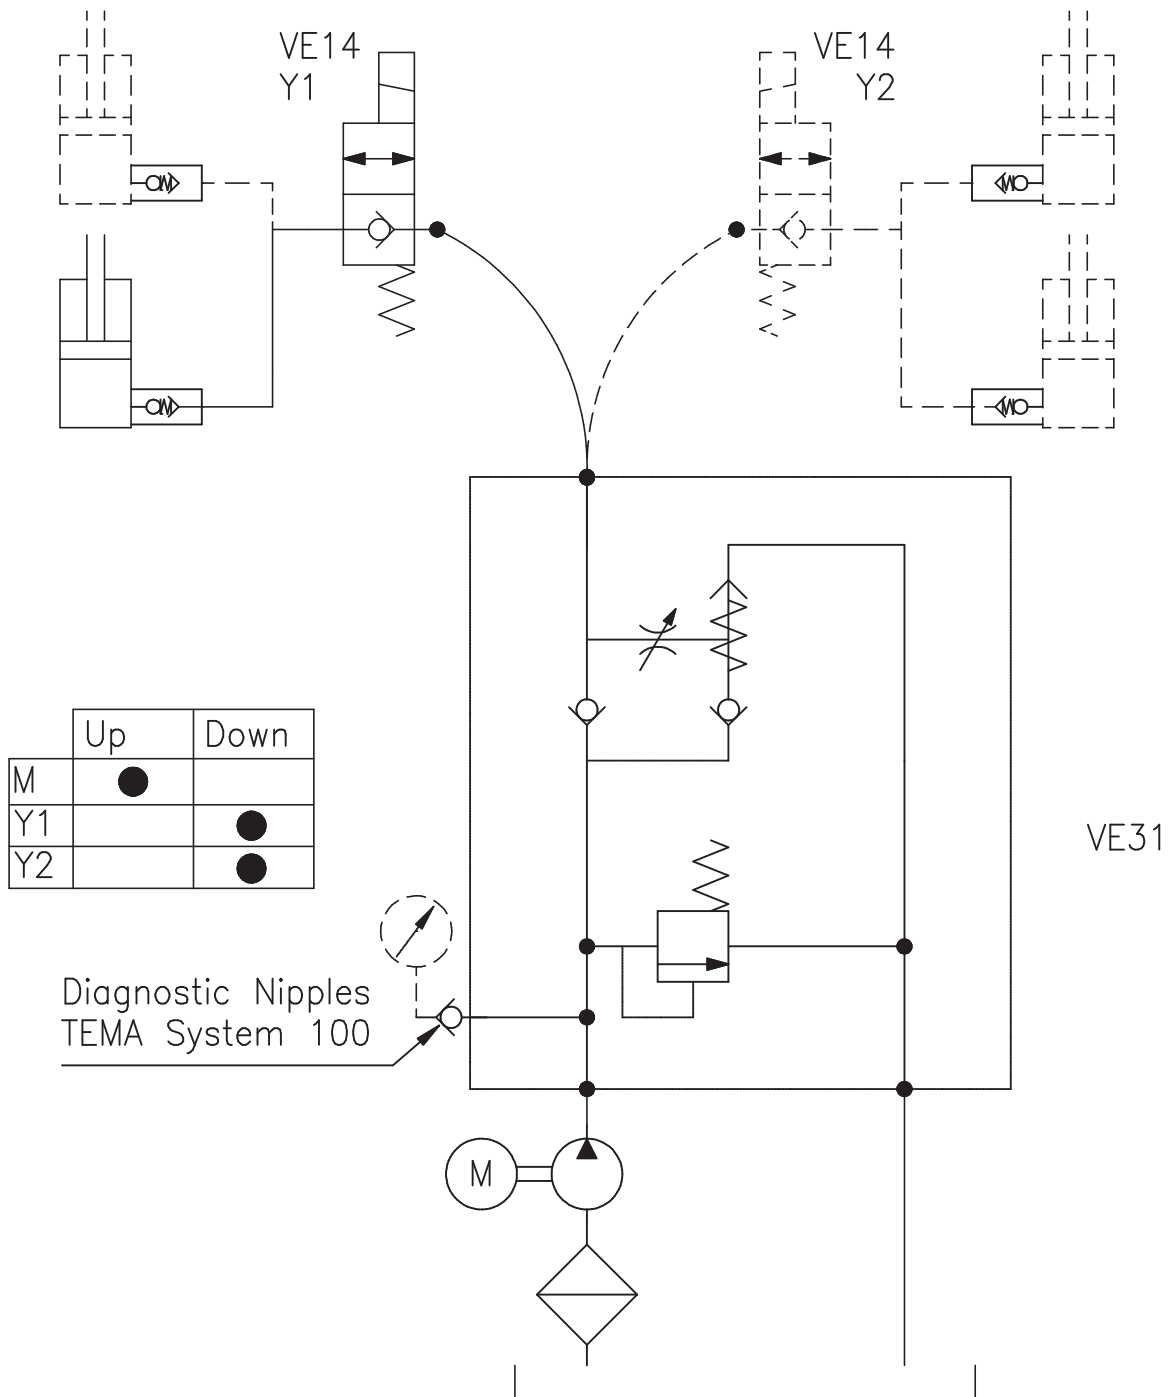 VE14
Y1
VE14
Y2
Up Down
M
Y1
Y2
VE31
Diagnostic Nipples
TEMA System 100
M